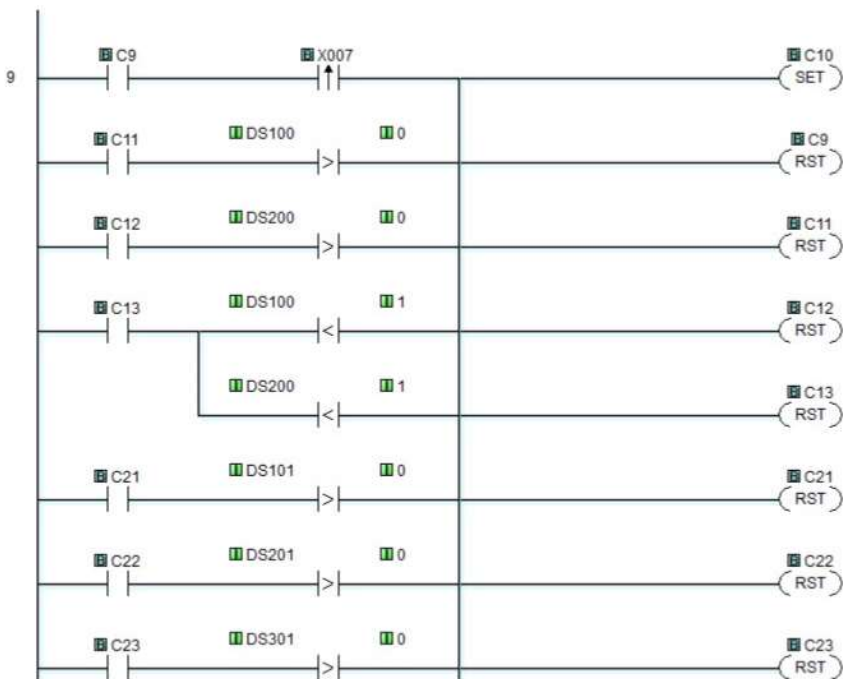 B C9 B X007 B C10
9 SET
B C11 I DS100 I 0 B C9
> RST
B C12 I DS200 I 0 B C11
> RST
B C13 I DS100 I 1 B C12
< RST
I DS200 I 1 B C13
< RST
B C21 I DS101 I 0 B C21
> RST
B C22 I DS201 I 0 B C22
> RST
B C23 I DS301 I 0 B C23
> RST